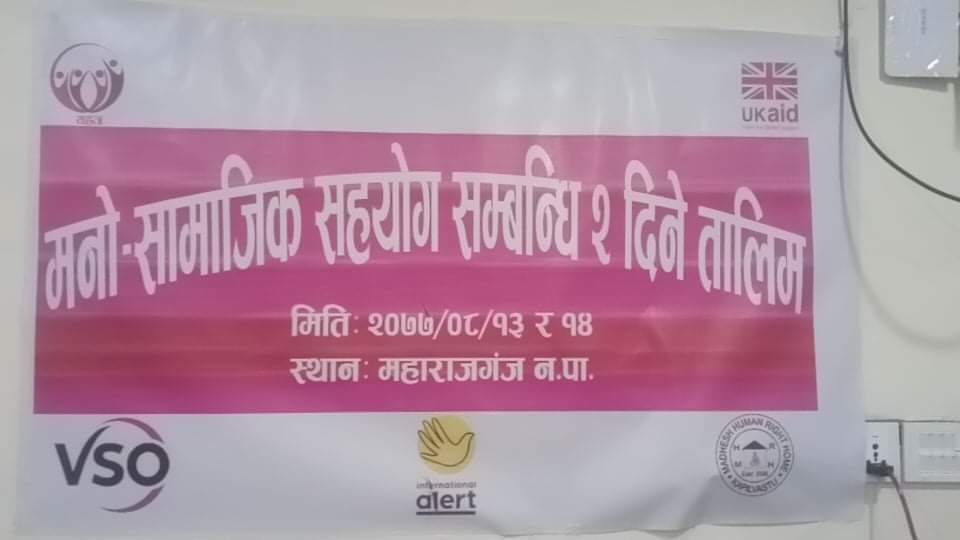 सहज
UKaid
मनो-सामाजिक सहयोग सम्बन्धि २ दिने तालिम
मिति: २०७७/०८/१३ र १४
स्थान: महाराजगंज न.पा.
VSO
international
alert
MADHESH HUMAN RIGHT HOME
H R
M H
KAPILVASTU